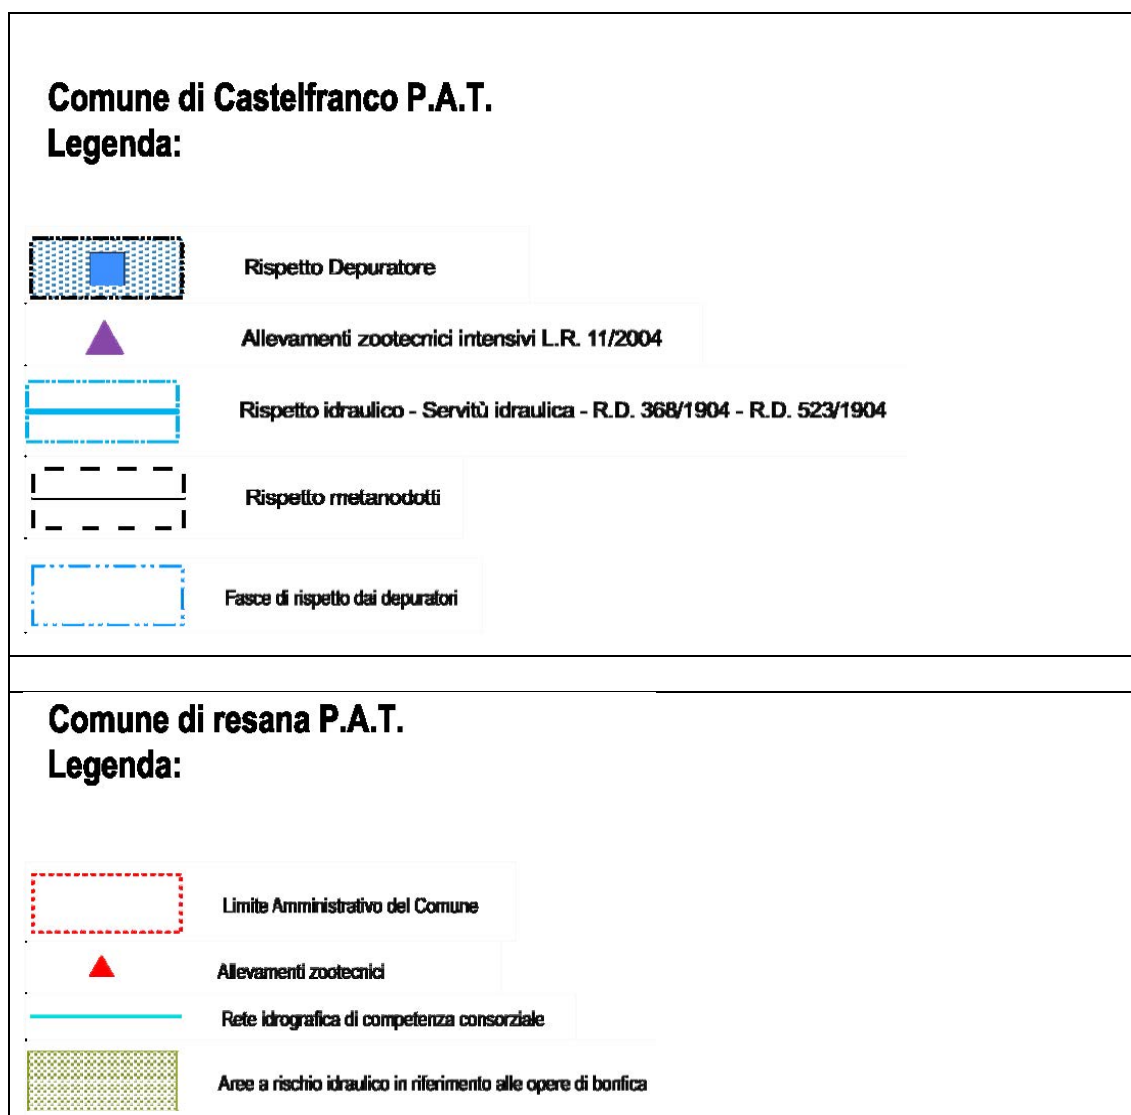 Comune di Castelfranco P.A.T.
Legenda:
Rispetto Depuratore
Allevamenti zootecnici intensivi L.R. 11/2004
Rispetto idraulico - Servitù idraulica - R.D. 368/1904 - R.D. 523/1904
Rispetto metanodotti
Fasce di rispetto dai depuratori
Comune di resana P.A.T.
Legenda:
Limite Amministrativo del Comune
Allevamenti zootecnici
Rete idrografica di competenza consorziale
Aree a rischio idraulico in riferimento alle opere di bonfica